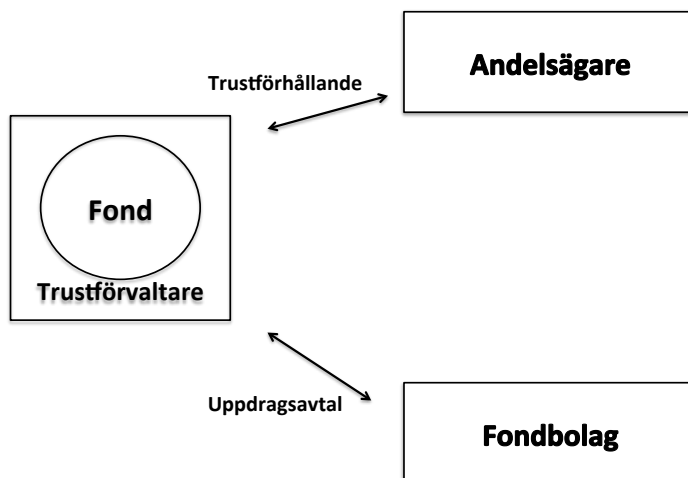 Trustförhållande
Andelsägare
Fond
Trustförvaltare
Uppdragsavtal
Fondbolag